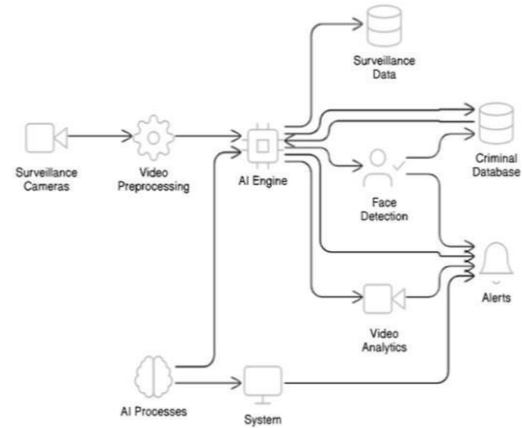 Surveillance
Data
Surveillance
Cameras
Video
Preprocessing
AI Engine
Criminal
Database
Face
Detection
Alerts
Video
Analytics
AI Processes
System